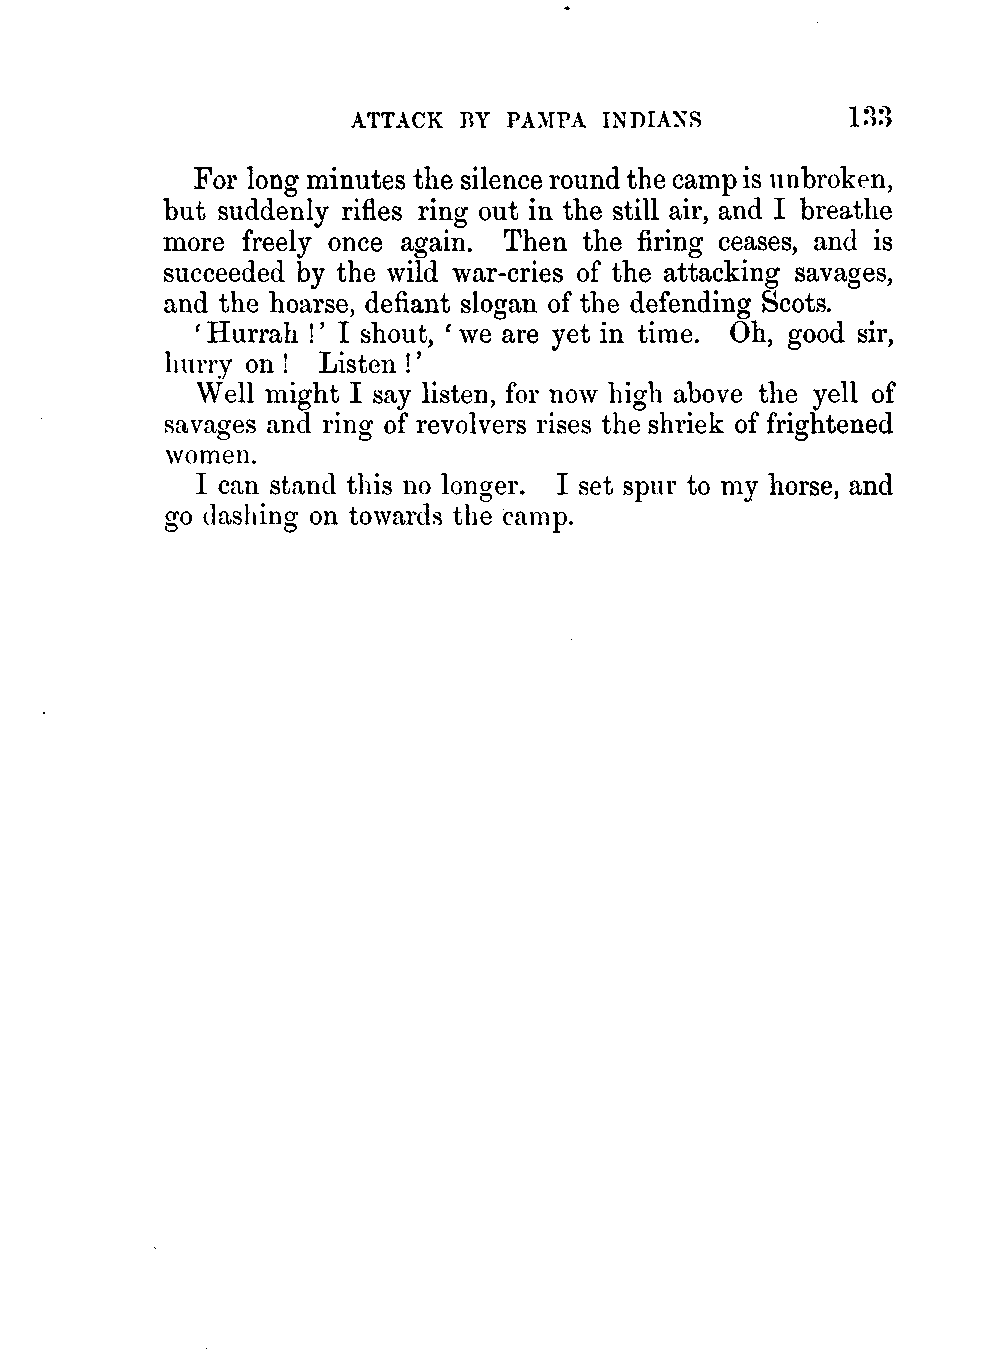 ATTACK BY PAMPA INDIANS 133
For long minutes the silence round the camp is unbroken,
but suddenly rifles ring out in the still air, and I breathe
more freely once again. Then the firing ceases, and is
succeeded by the wild war-cries of the attacking savages,
and the hoarse, defiant slogan of the defending Scots.
‘Hurrah !’ I shout, ‘we are yet in time. Oh, good sir,
hurry on ! Listen !’
Well might I say listen, for now high above the yell of
savages and ring of revolvers rises the shriek of frightened
women.
I can stand this no longer. I set spur to my horse, and
go dashing on towards the camp.